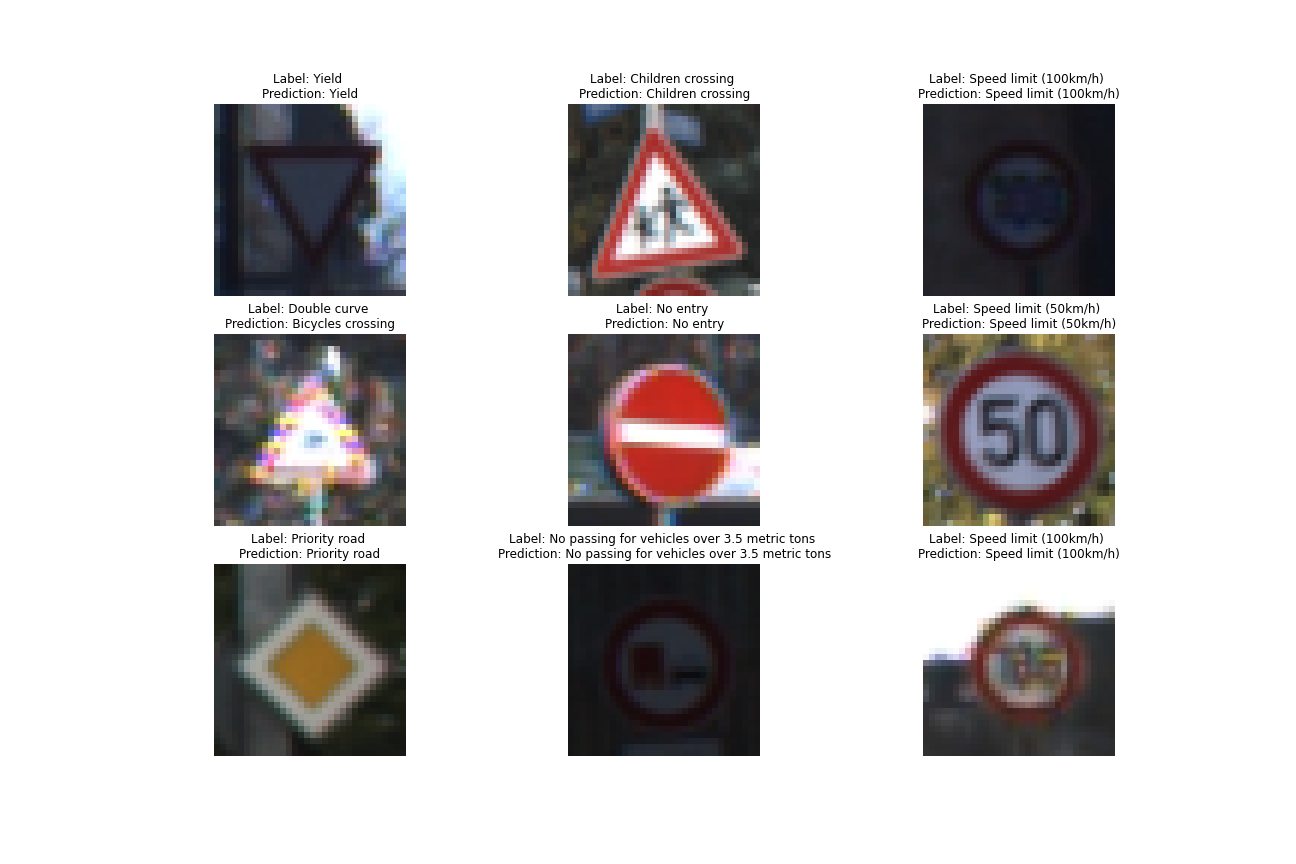 Label: Yield
Prediction: Yield
Label: Children crossing
Prediction: Children crossing
Label: Speed limit (100km/h)
Prediction: Speed limit (100km/h)
Label: Double curve
Prediction: Bicycles crossing
Label: No entry
Prediction: No entry
Label: Speed limit (50km/h)
Prediction: Speed limit (50km/h)
50
Label: Priority road
Prediction: Priority road
Label: No passing for vehicles over 3.5 metric tons
Prediction: No passing for vehicles over 3.5 metric tons
Label: Speed limit (100km/h)
Prediction: Speed limit (100km/h)